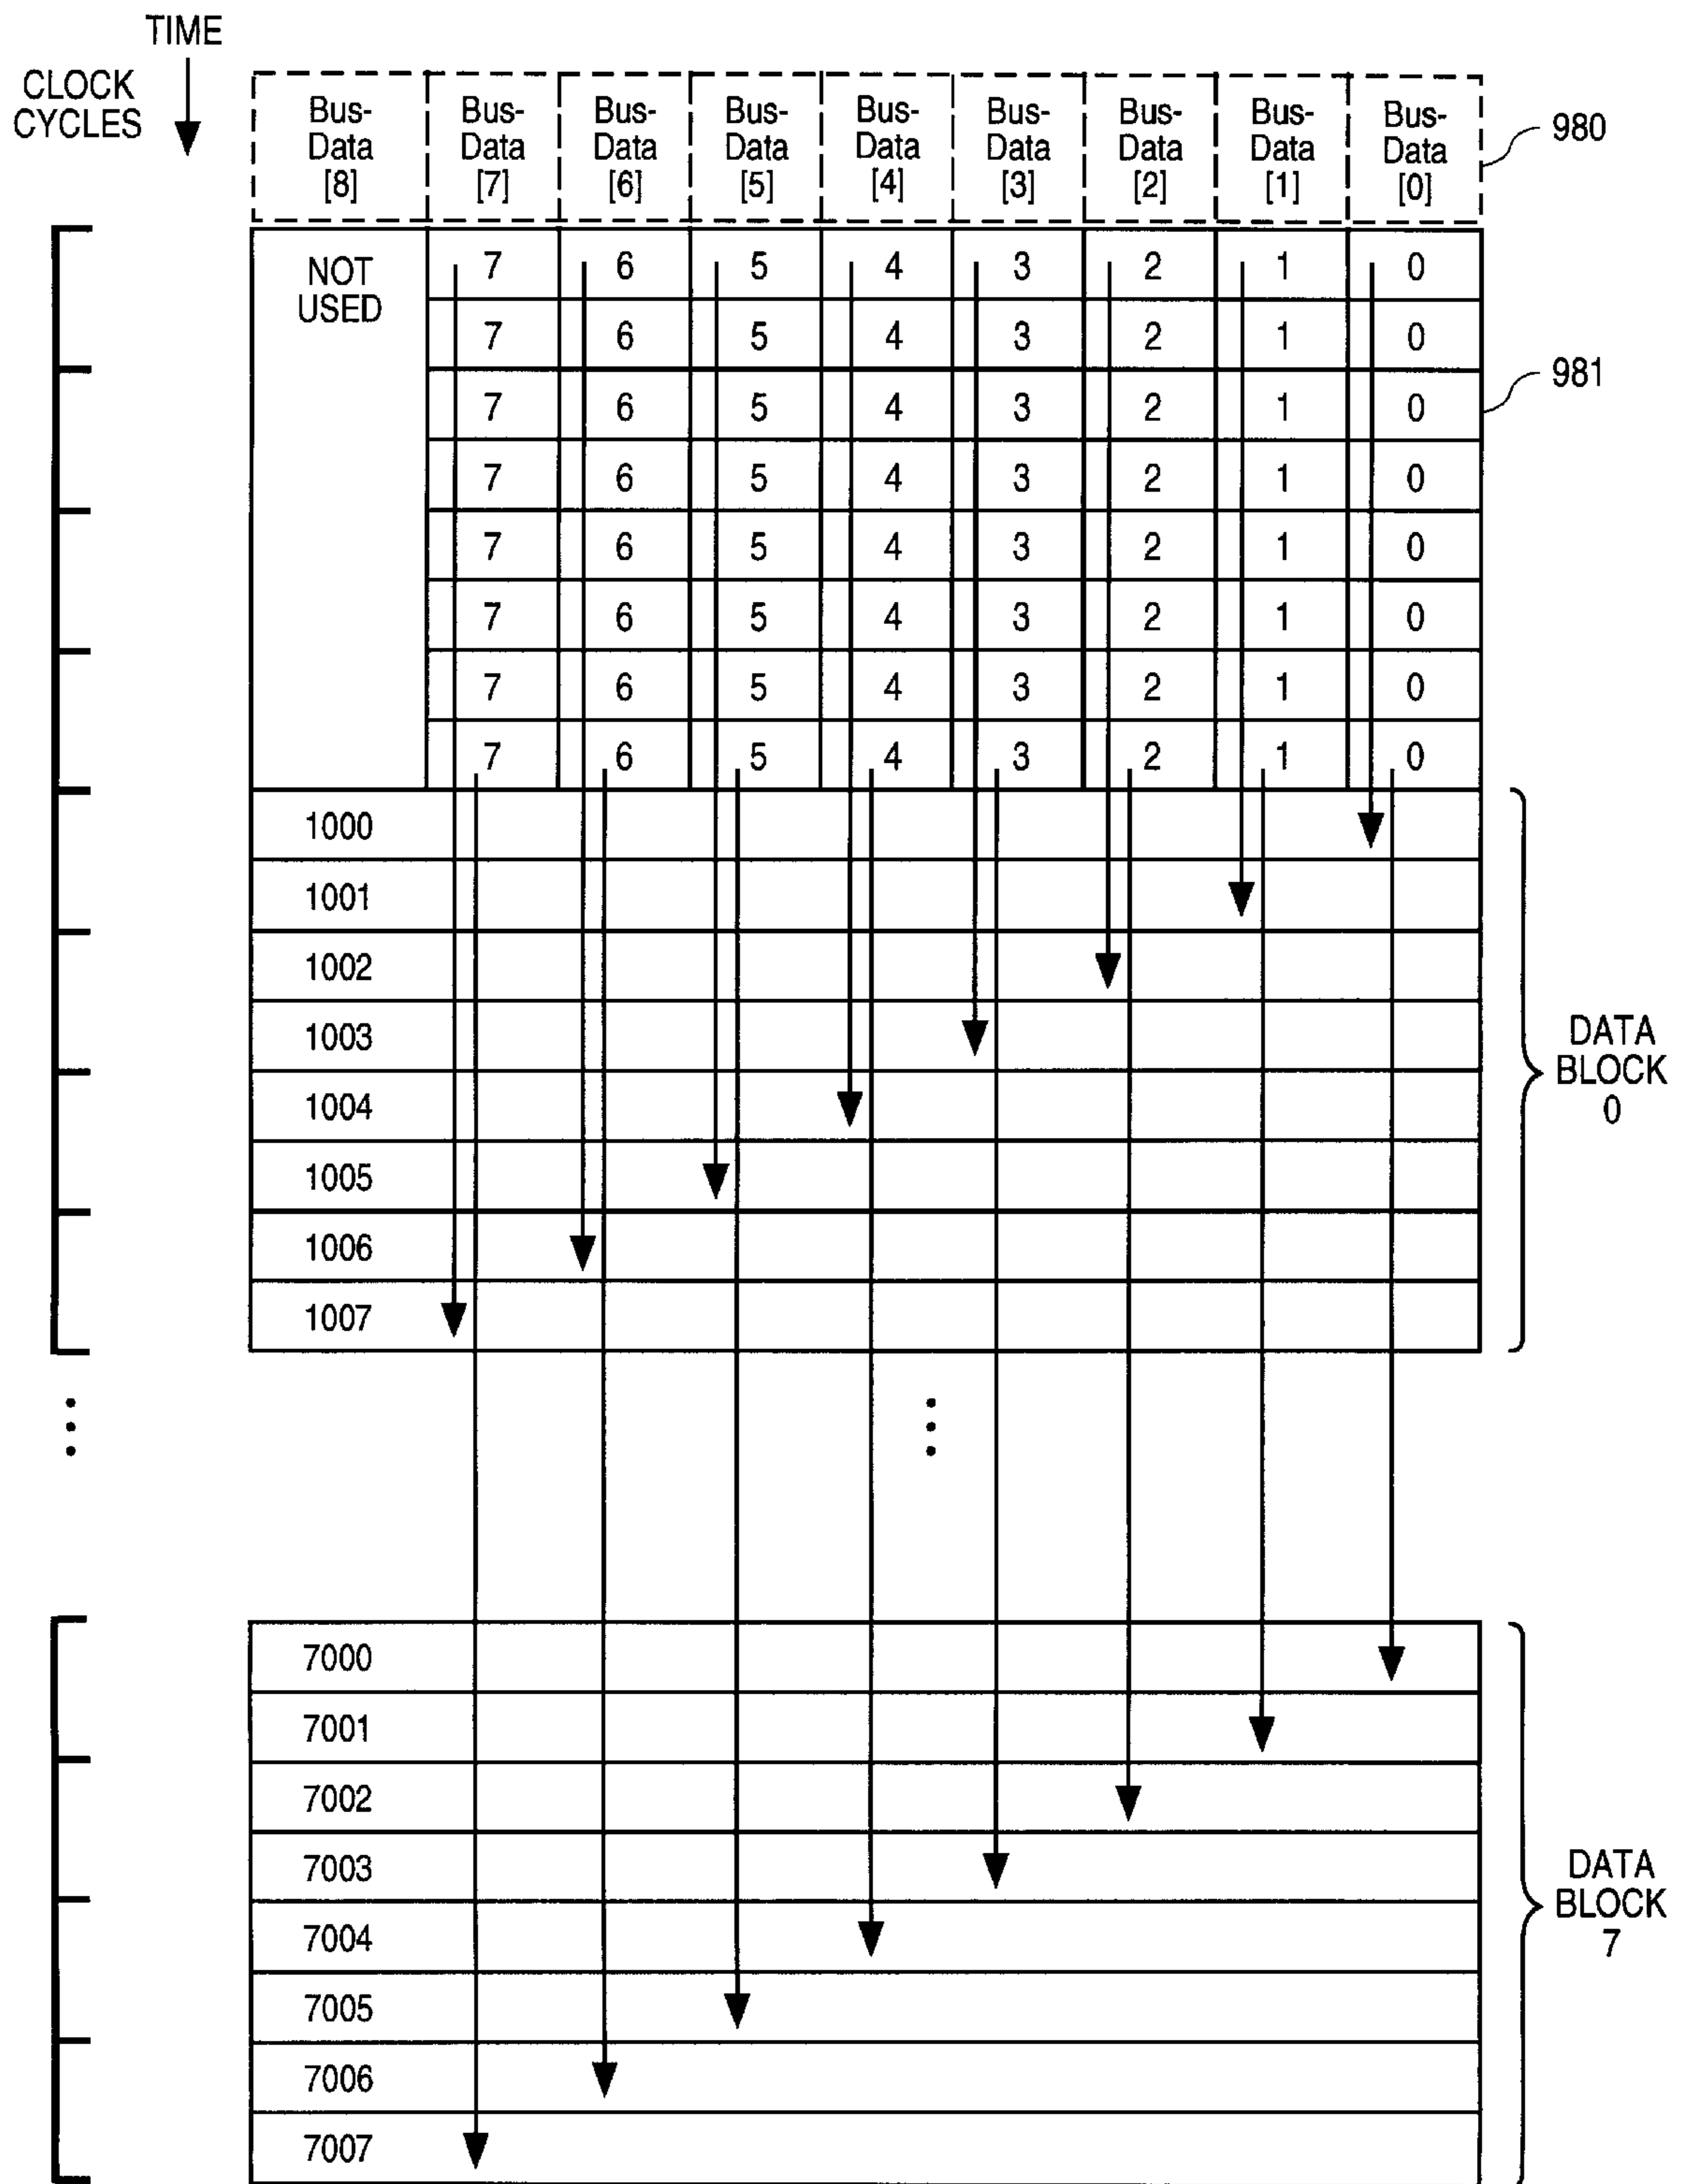 TIME
CLOCK
CYCLES
Bus-
Data
[8]
Bus-
Data
[7]
Bus-
Data
[6]
Bus-
Data
[5]
Bus-
Data
[4]
Bus-
Data
[3]
Bus-
Data
[2]
Bus-
Data
[1]
Bus-
Data
[0]
980
NOT
USED
7 6 5 4 3 2 1 0
7 6 5 4 3 2 1 0
981
7 6 5 4 3 2 1 0
7 6 5 4 3 2 1 0
7 6 5 4 3 2 1 0
7 6 5 4 3 2 1 0
7 6 5 4 3 2 1 0
7 6 5 4 3 2 1 0
1000
1001
1002
1003
1004
1005
1006
1007
DATA
BLOCK
0
7000
7001
7002
7003
7004
7005
7006
7007
DATA
BLOCK
7